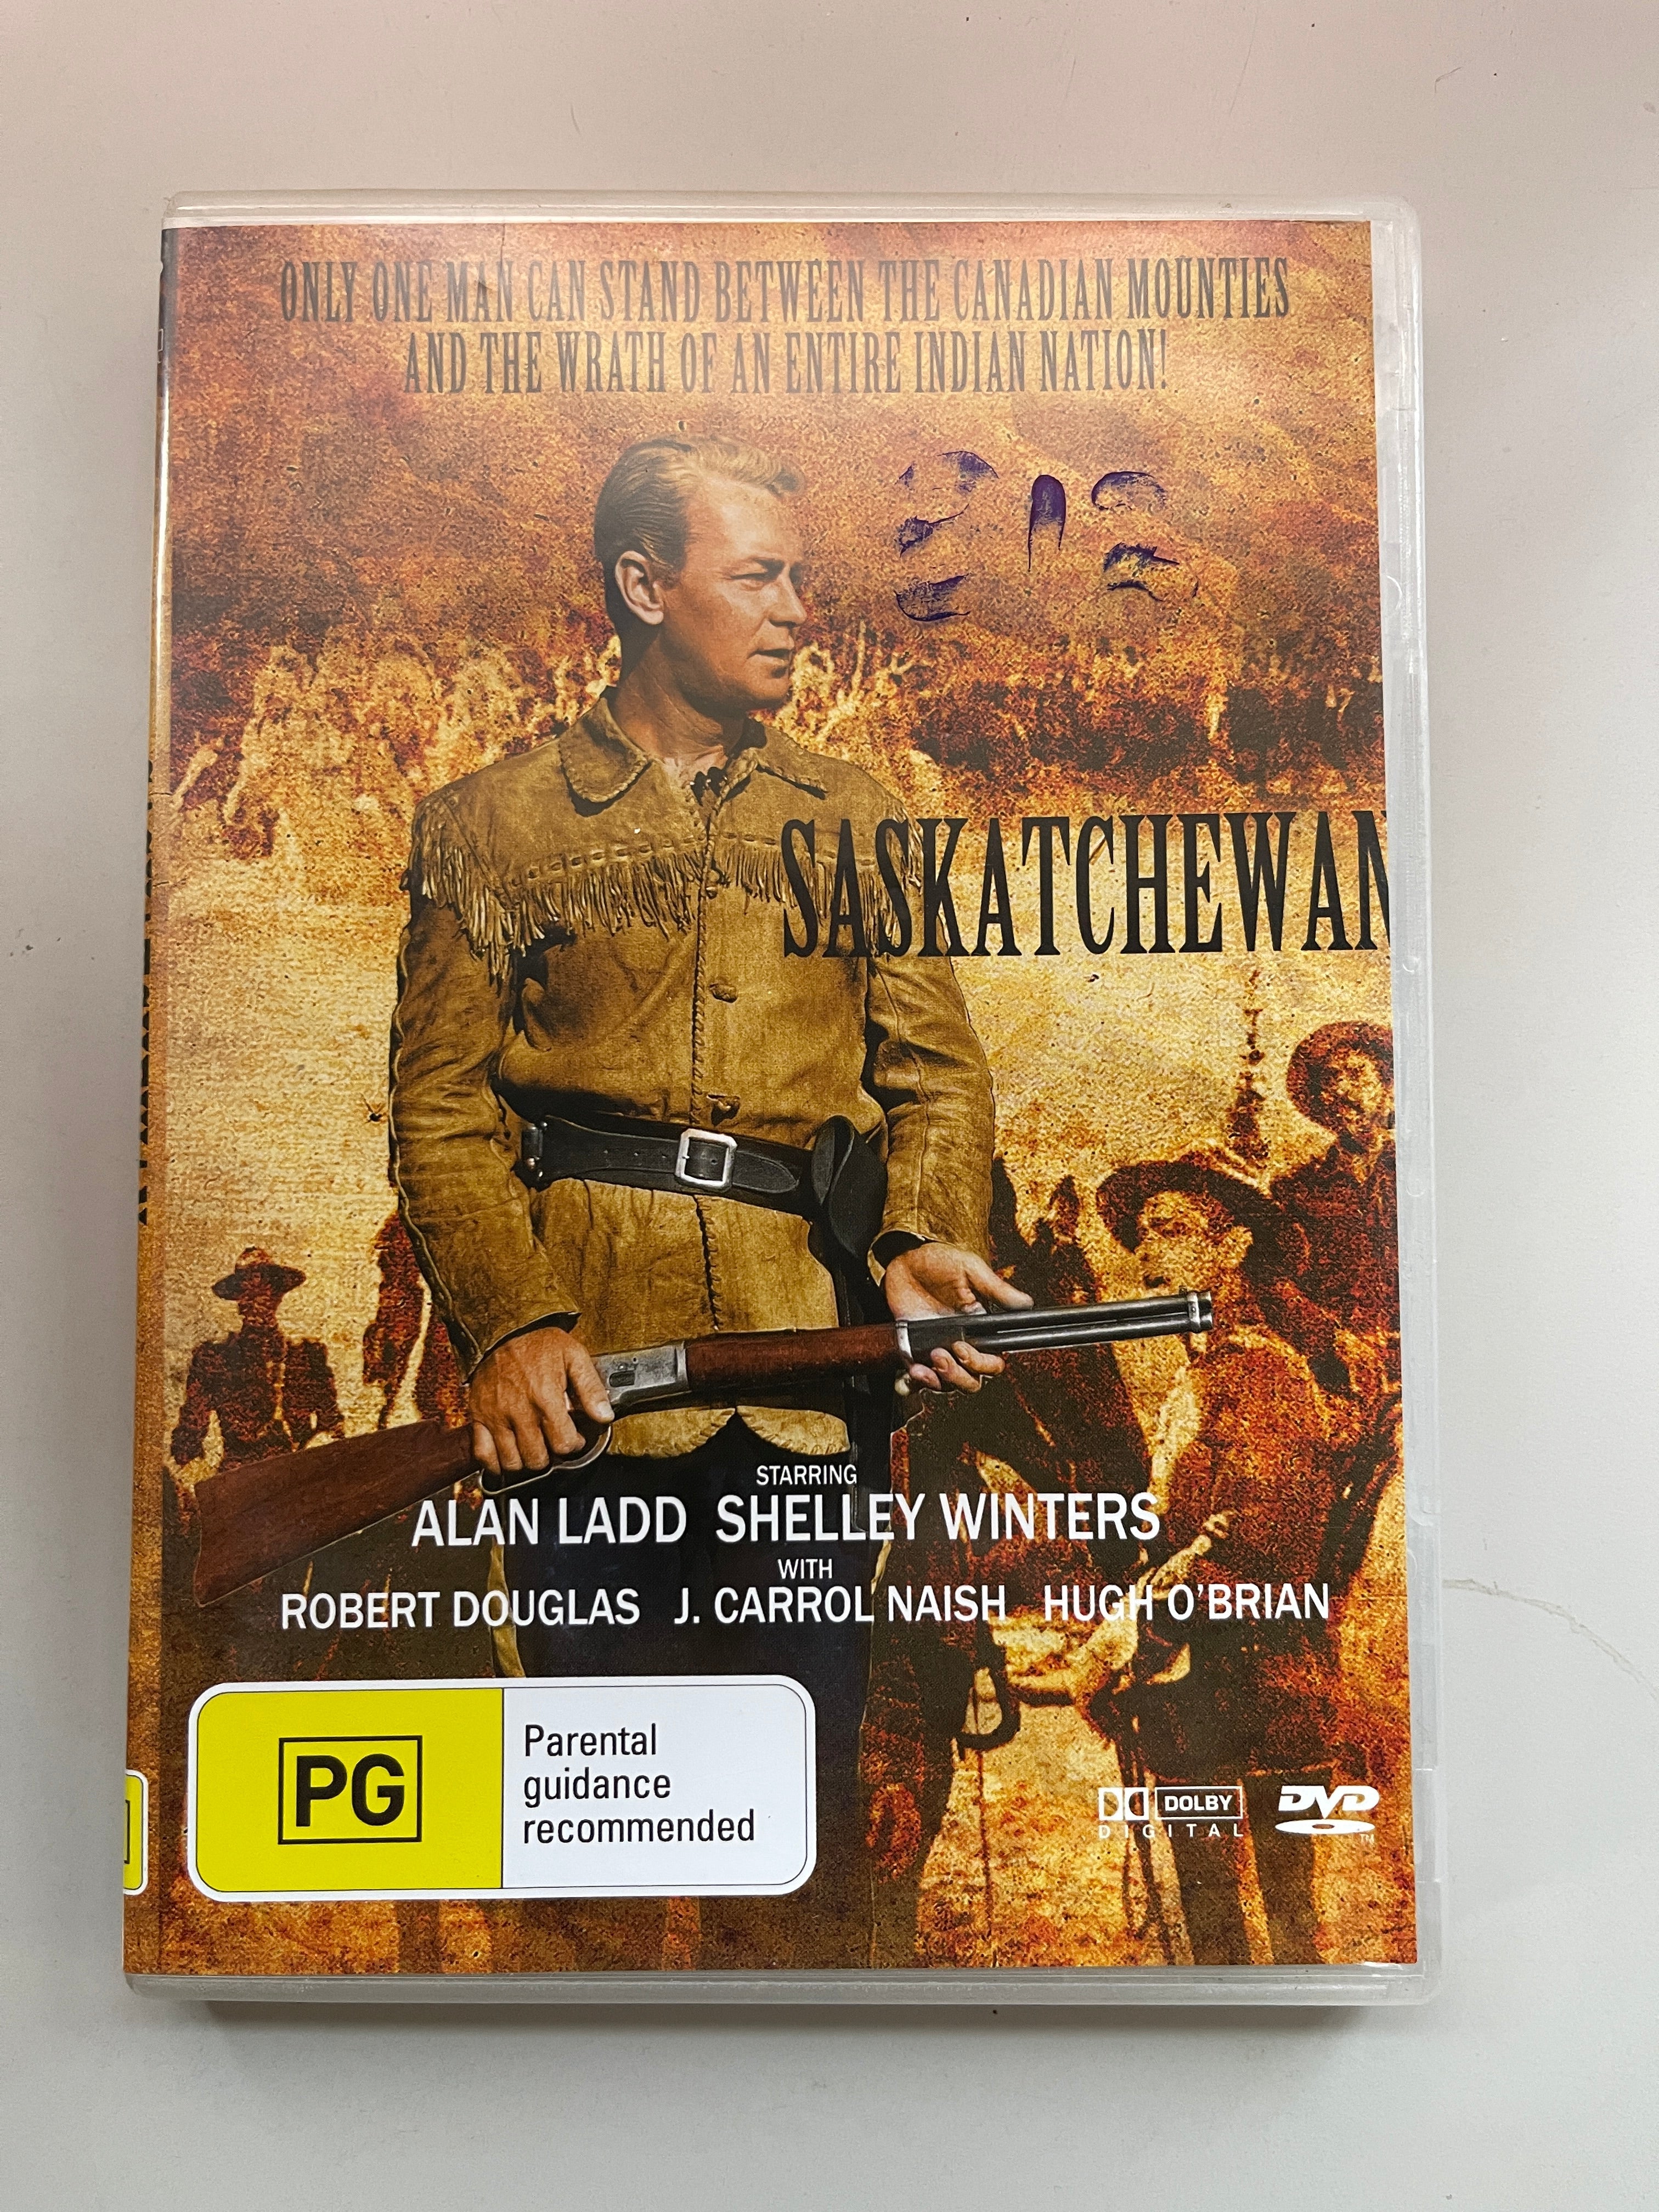 ONLY ONE MAN CAN STAND BETWEEN THE CANADIAN MOUNTIES
AND THE WRATH OF AN ENTIRE INDIAN NATION!
SASKATCHEWAN
STARRING
ALAN LADD SHELLEY WINTERS
WITH
ROBERT DOUGLAS J. CARROL NAISH HUGH O'BRIAN
PG
Parental
guidance
recommended
DOLBY
DIGITAL
DVD
TM